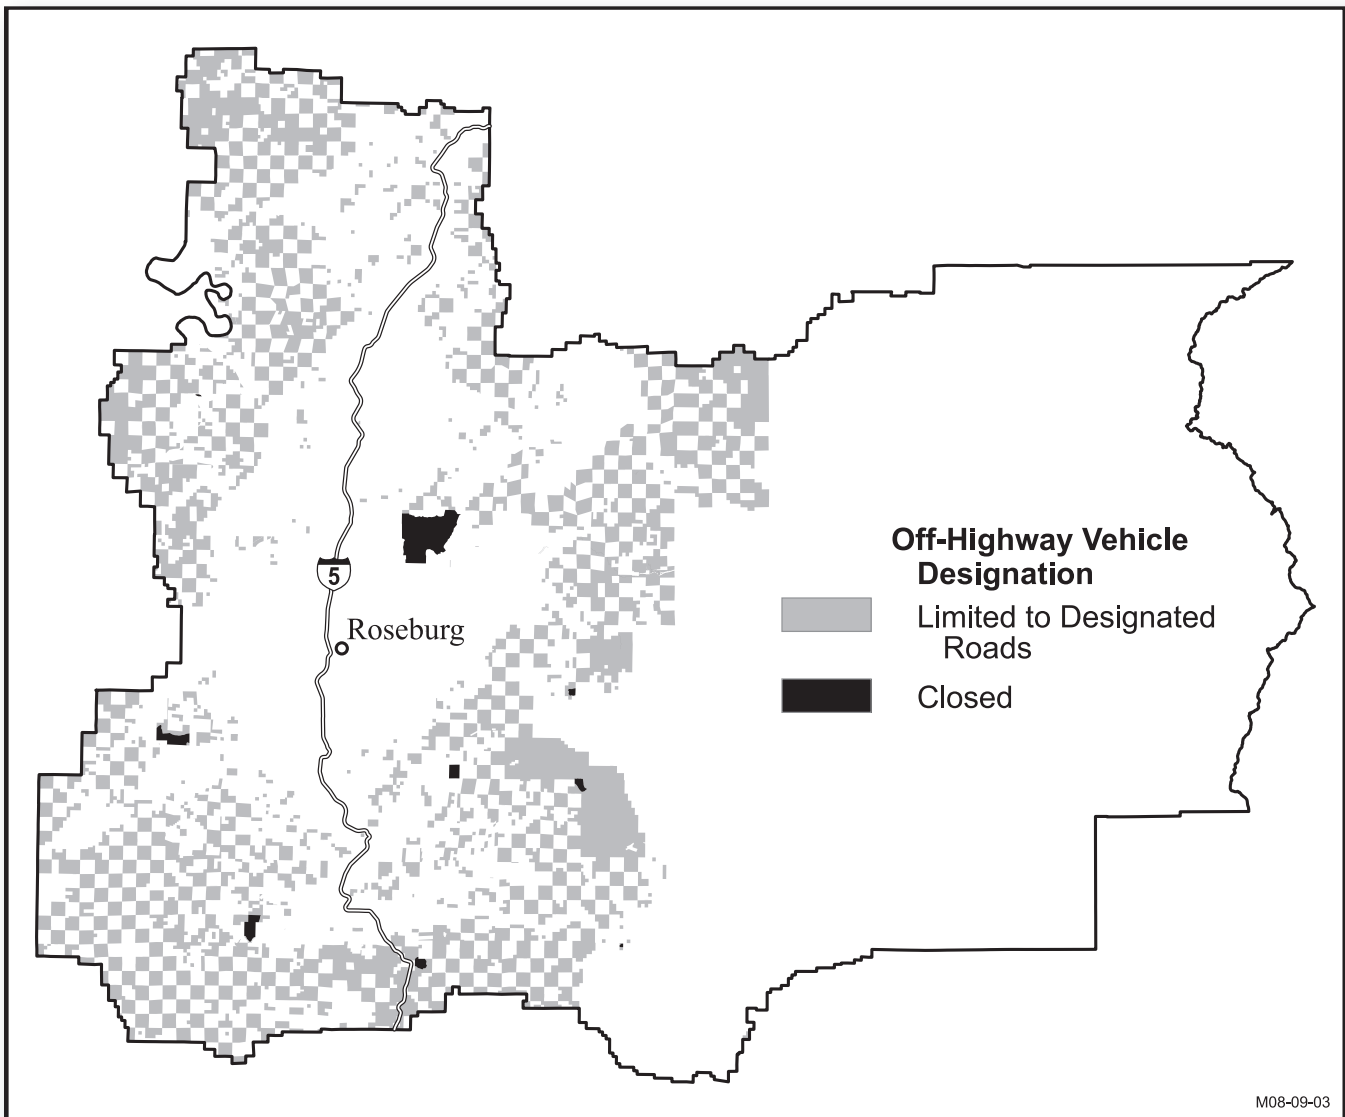 Off-Highway Vehicle
Designation
Limited to Designated
Roads
Closed
5
Roseburg
M08-09-03